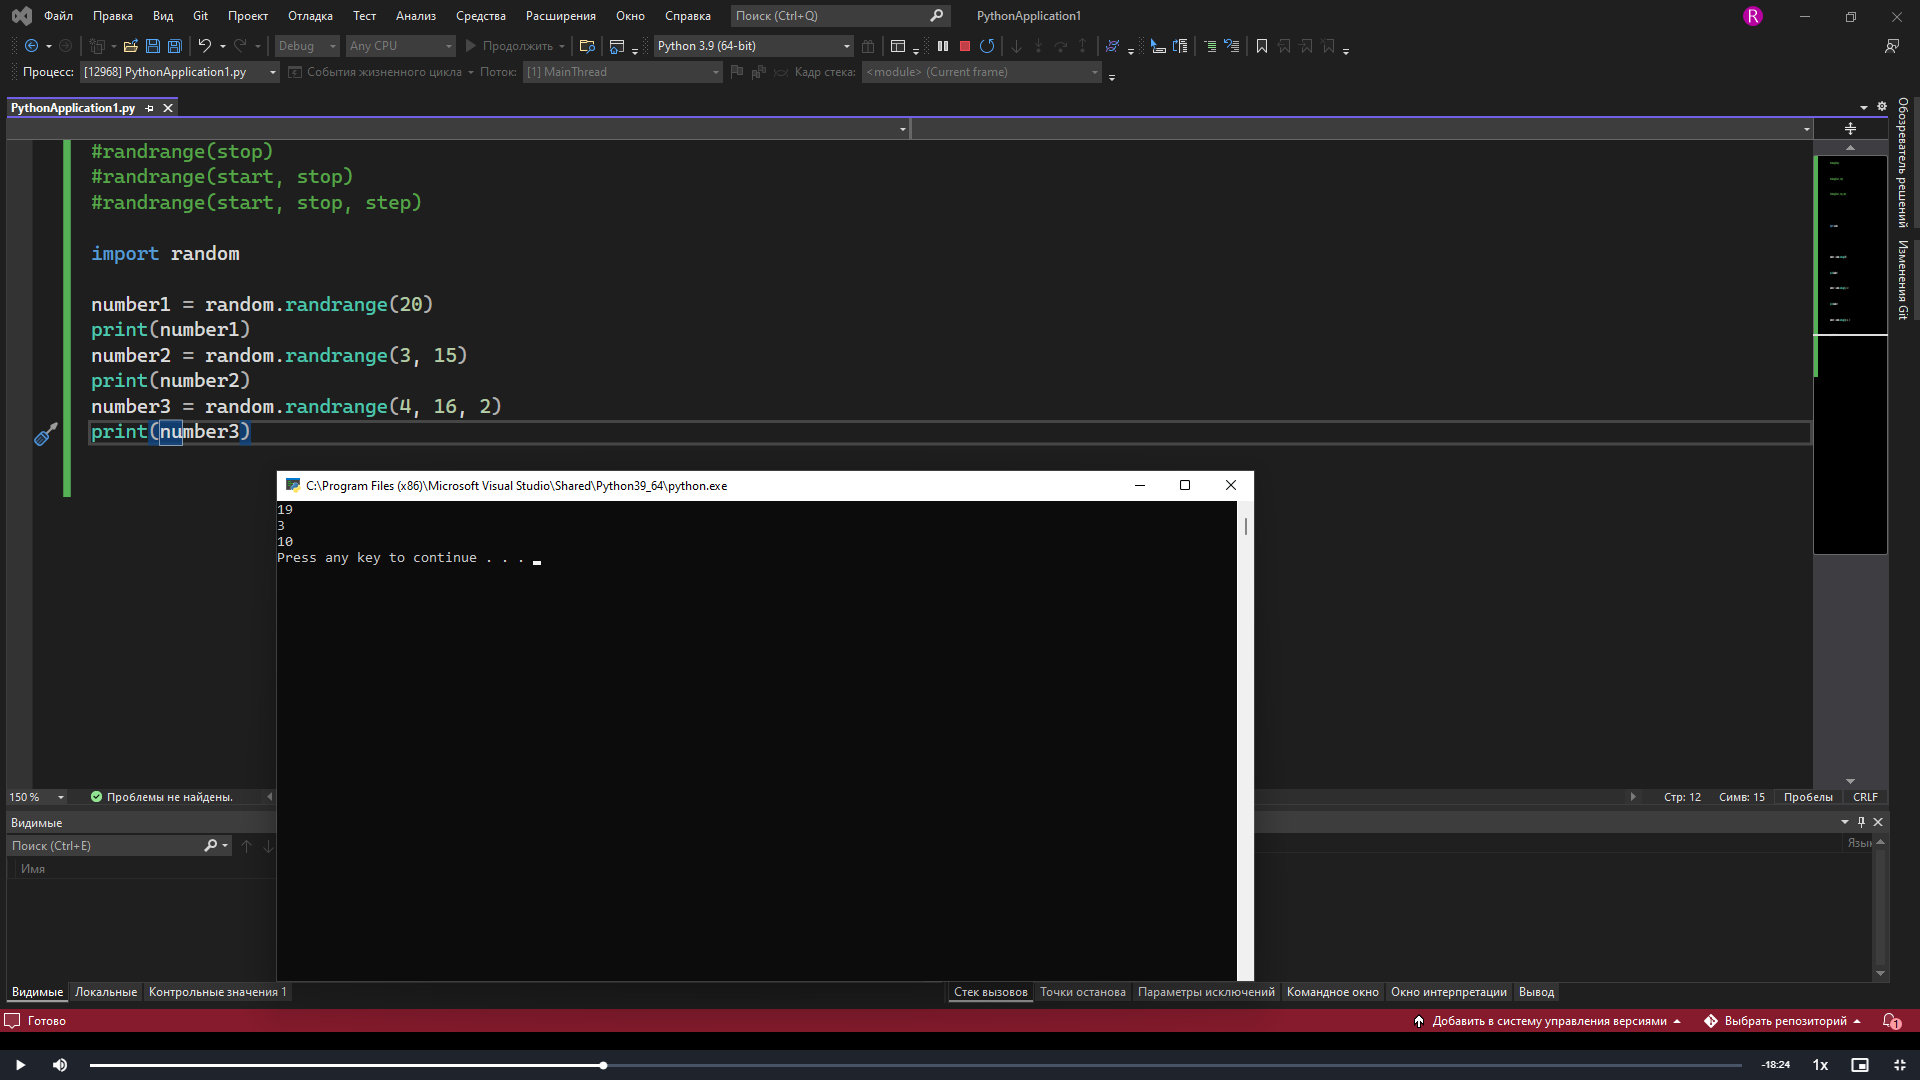 Файл Правка Вид Git Проект Отладка Тест Анализ Средства Расширения Окно Справка Поиск (Ctrl+Q) PythonApplication1 R
Debug Any CPU Продолжить Python 3.9 (64-bit)
Процесс: [12968] PythonApplication1.py События жизненного цикла Поток: [1] MainThread Кадр стека: <module> (Current frame)
PythonApplication1.py
Обозреватель решений
Изменения Git
#randrange(stop)
#randrange(start, stop)
#randrange(start, stop, step)
import random
number1 = random.randrange(20)
print(number1)
number2 = random.randrange(3, 15)
print(number2)
number3 = random.randrange(4, 16, 2)
print(number3)
C:\Program Files (x86)\Microsoft Visual Studio\Shared\Python39_64\python.exe
19
3
10
Press any key to continue . . .
150 % Проблемы не найдены. Стр: 12 Симв: 15 Пробелы CRLF
Видимые
Поиск (Ctrl+E)
Имя
Язык
Видимые Локальные Контрольные значения 1
Стек вызовов Точки останова Параметры исключений Командное окно Окно интерпретации Вывод
Готово Добавить в систему управления версиями Выбрать репозиторий 1
-18:24 1x